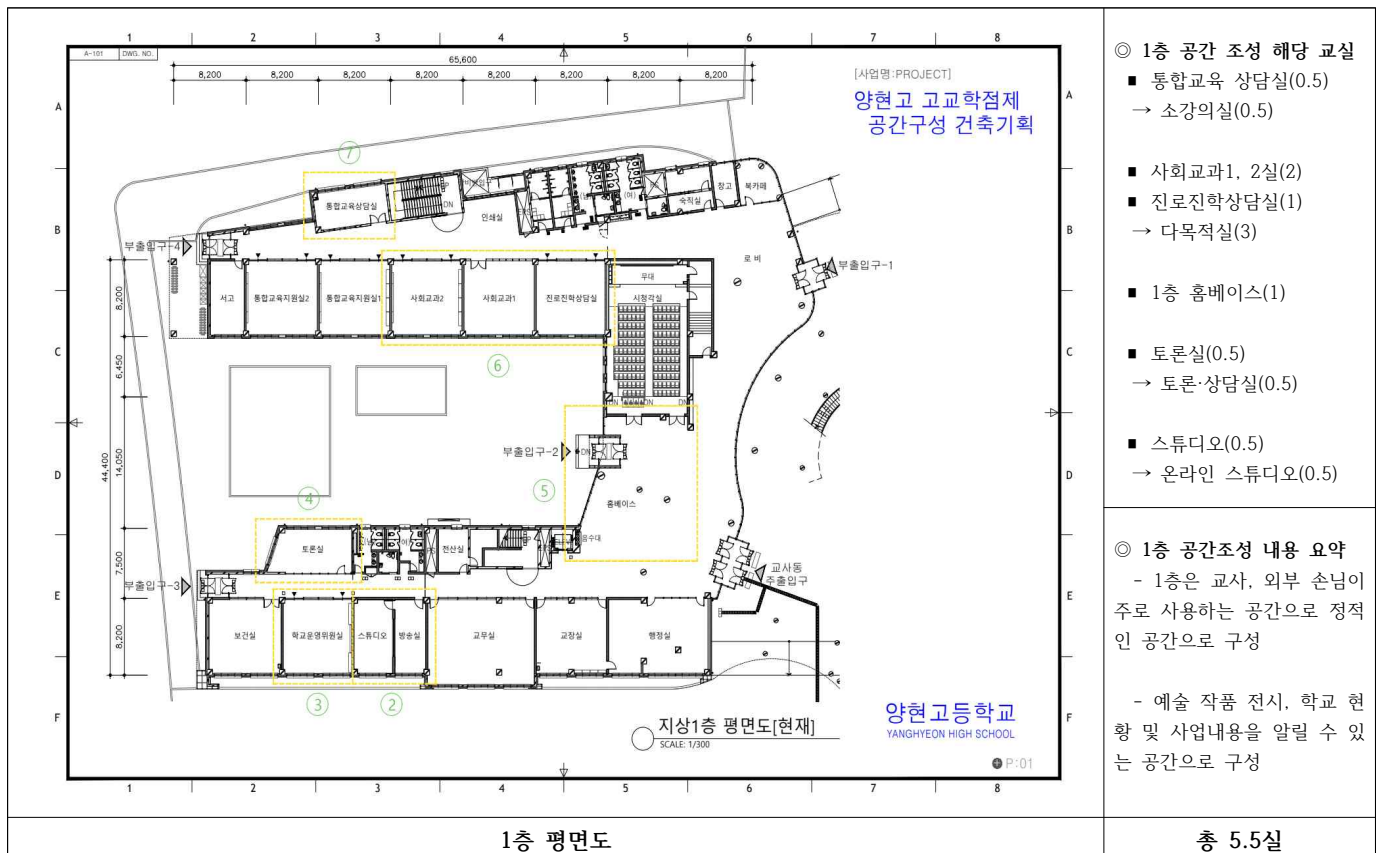 1 2 3 4 5 6 7 8
A-101 DWG. NO.
65,600
8,200 8,200 8,200 8,200 8,200 8,200 8,200 8,200
[사업명:PROJECT]
양현고 고교학점제
공간구성 건축기획
A
A
⑦
통합교육상담실
DN
인쇄실
숙직실
창고
북카페
B
B
부출입구-4
로 비
부출입구-1
무대
서고
통합교육지원실2
통합교육지원실1
사회교과2
사회교과1
진로진학상담실
시청각실
8,200
6,450
44,400
14,050
7,500
8,200
C
C
⑥
DN
DN
DN
부출입구-2
DN
D
D
⑤
홈베이스
④
토론실
(여)
전산실
음수대
부출입구-3
교사동
주출입구
E
E
보건실
학교운영위원실
스튜디오
방송실
교무실
교장실
행정실
③
②
F
F
지상1층 평면도[현재]
SCALE: 1/300
양현고등학교
YANGHYEON HIGH SCHOOL
P:01
1 2 3 4 5 6 7 8
1층 평면도
◎ 1층 공간 조성 해당 교실
■ 통합교육 상담실(0.5)
→ 소강의실(0.5)
■ 사회교과1, 2실(2)
■ 진로진학상담실(1)
→ 다목적실(3)
■ 1층 홈베이스(1)
■ 토론실(0.5)
→ 토론·상담실(0.5)
■ 스튜디오(0.5)
→ 온라인 스튜디오(0.5)
◎ 1층 공간조성 내용 요약
- 1층은 교사, 외부 손님이
주로 사용하는 공간으로 정적
인 공간으로 구성
- 예술 작품 전시, 학교 현
황 및 사업내용을 알릴 수 있
는 공간으로 구성
총 5.5실